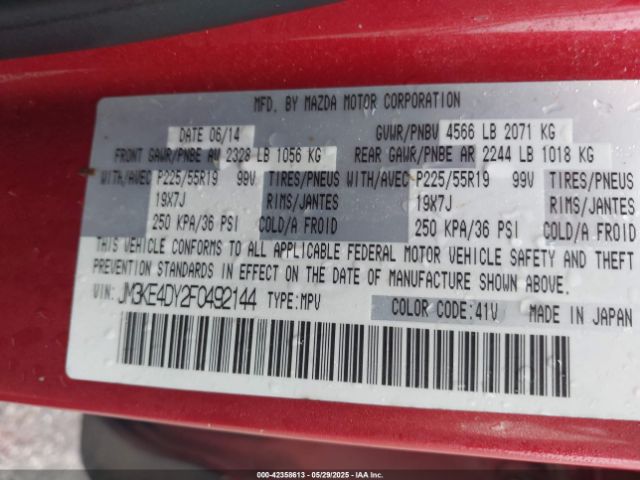 MFD. BY MAZDA MOTOR CORPORATION
DATE 06/14 GVWR/PNBV 4566 LB 2071 KG
FRONT GAWR/PNBE AV 2328 LB 1056 KG REAR GAWR/PNBE AR 2244 LB 1018 KG
WITH/AVEC P225/55R19 99V TIRES/PNEUS WITH/AVEC P225/55R19 99V TIRES/PNEUS
19X7J RIMS/JANTES 19X7J RIMS/JANTES
250 KPA/36 PSI COLD/A FROID 250 KPA/36 PSI COLD/A FROID
THIS VEHICLE CONFORMS TO ALL APPLICABLE FEDERAL MOTOR VEHICLE SAFETY AND THEFT
PREVENTION STANDARDS IN EFFECT ON THE DATE OF MANUFACTURE SHOWN ABOVE.
VIN: JM3KE4DY2F0492144 TYPE:MPV COLOR CODE:41V MADE IN JAPAN
000-42358613 05/29/2025 IAAI.COM